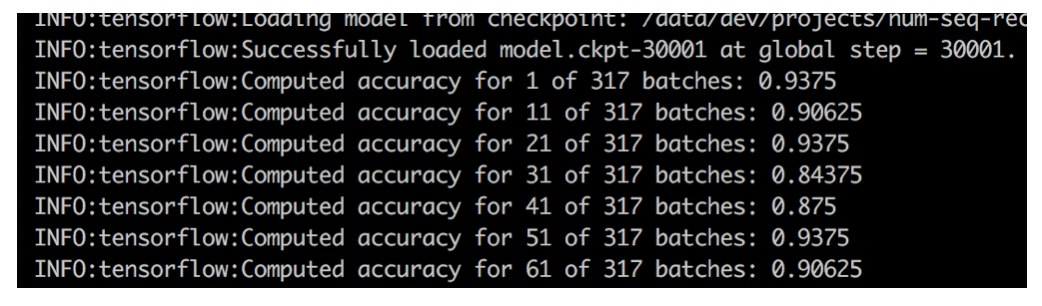 INFO:tensorflow:Loading model from checkpoint: /data/dev/projects/num-seq-rec
INFO:tensorflow:Successfully loaded model.ckpt-30001 at global step = 30001.
INFO:tensorflow:Computed accuracy for 1 of 317 batches: 0.9375
INFO:tensorflow:Computed accuracy for 11 of 317 batches: 0.90625
INFO:tensorflow:Computed accuracy for 21 of 317 batches: 0.9375
INFO:tensorflow:Computed accuracy for 31 of 317 batches: 0.84375
INFO:tensorflow:Computed accuracy for 41 of 317 batches: 0.875
INFO:tensorflow:Computed accuracy for 51 of 317 batches: 0.9375
INFO:tensorflow:Computed accuracy for 61 of 317 batches: 0.90625